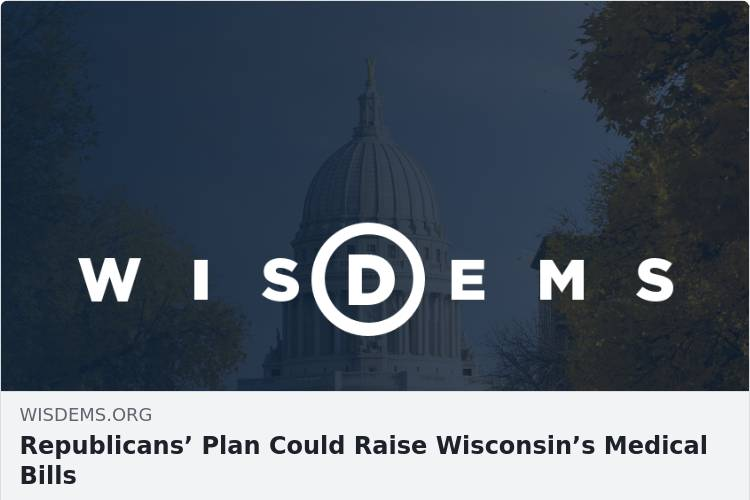 WISDEMS
WISDEMS.ORG
Republicans’ Plan Could Raise Wisconsin’s Medical
Bills